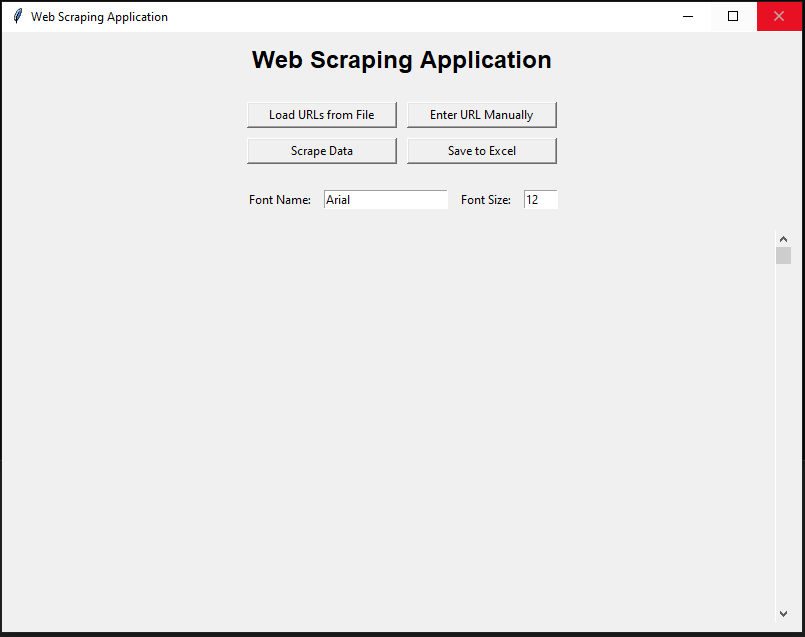 Web Scraping Application
Web Scraping Application
Load URLs from File Enter URL Manually
Scrape Data Save to Excel
Font Name: Arial Font Size: 12